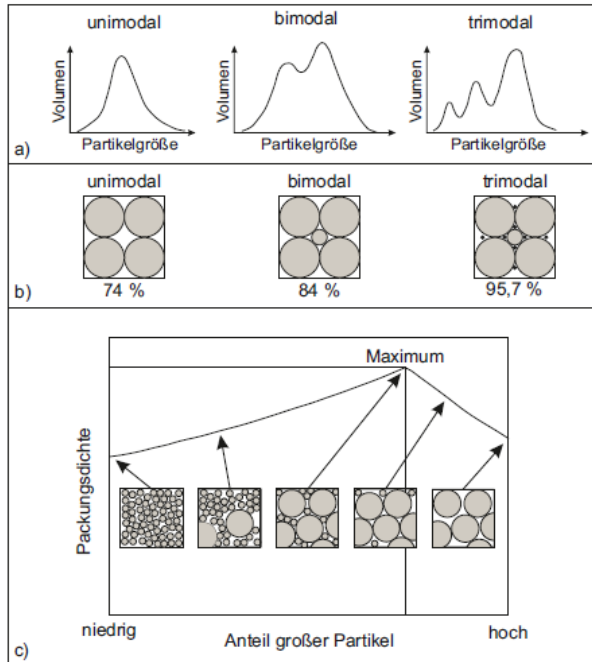 unimodal bimodal trimodal
Volumen Volumen Volumen
Partikelgröße Partikelgröße Partikelgröße
a)
unimodal bimodal trimodal
74 % 84 % 95,7 %
b)
Maximum
Packungsdichte
niedrig hoch
Anteil großer Partikel
c)